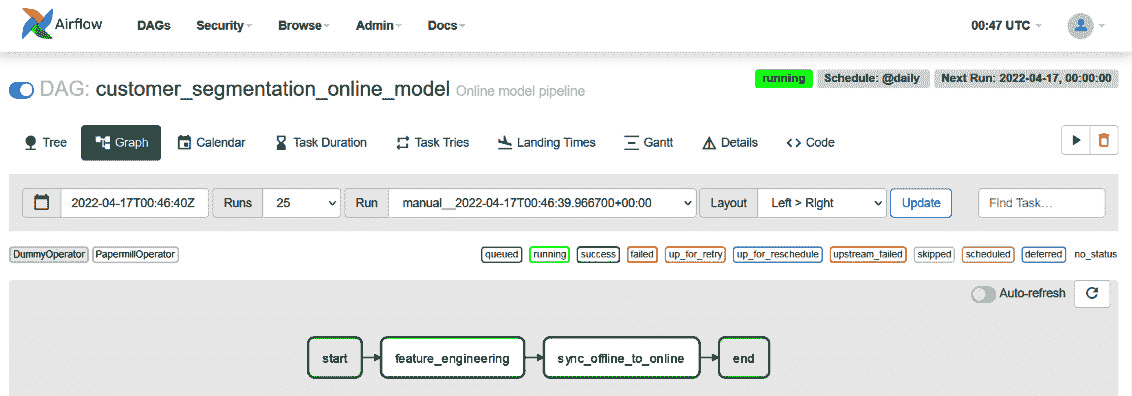 Airflow DAGs Security Browse Admin Docs 00:47 UTC
running Schedule: @daily Next Run: 2022-04-17, 00:00:00
DAG: customer_segmentation_online_model Online model pipeline
Tree Graph Calendar Task Duration Task Tries Landing Times Gantt Details Code
2022-04-17T00:46:40Z Runs 25 Run manual__2022-04-17T00:46:39.966700+00:00 Layout Left > Right Update Find Task...
DummyOperator PapermillOperator queued running success failed up_for_retry up_for_reschedule upstream_failed skipped scheduled deferred no_status
Auto-refresh
start feature_engineering sync_offline_to_online end